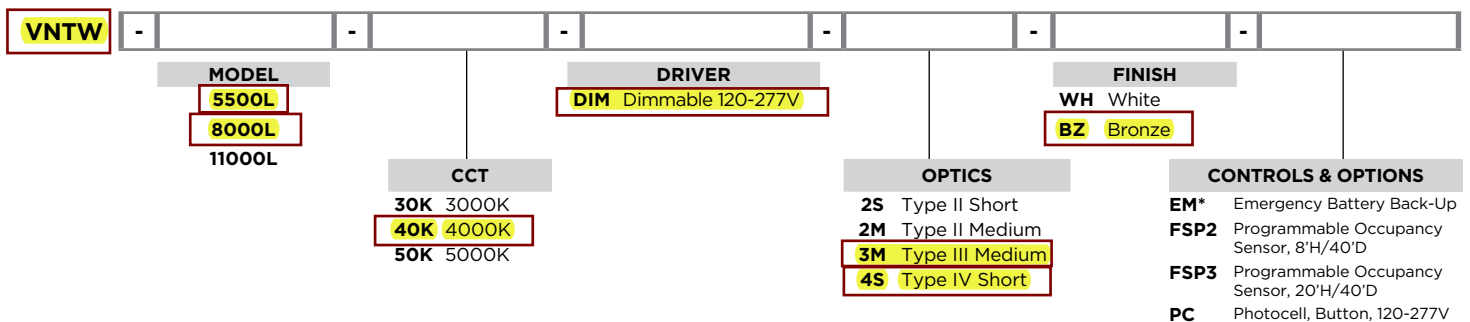 VNTW - - - - - -
MODEL
5500L
8000L
11000L
CCT
30K 3000K
40K 4000K
50K 5000K
DRIVER
DIM Dimmable 120-277V
OPTICS
2S Type II Short
2M Type II Medium
3M Type III Medium
4S Type IV Short
FINISH
WH White
BZ Bronze
CONTROLS & OPTIONS
EM* Emergency Battery Back-Up
FSP2 Programmable Occupancy
Sensor, 8'H/40'D
FSP3 Programmable Occupancy
Sensor, 20'H/40'D
PC Photocell, Button, 120-277V